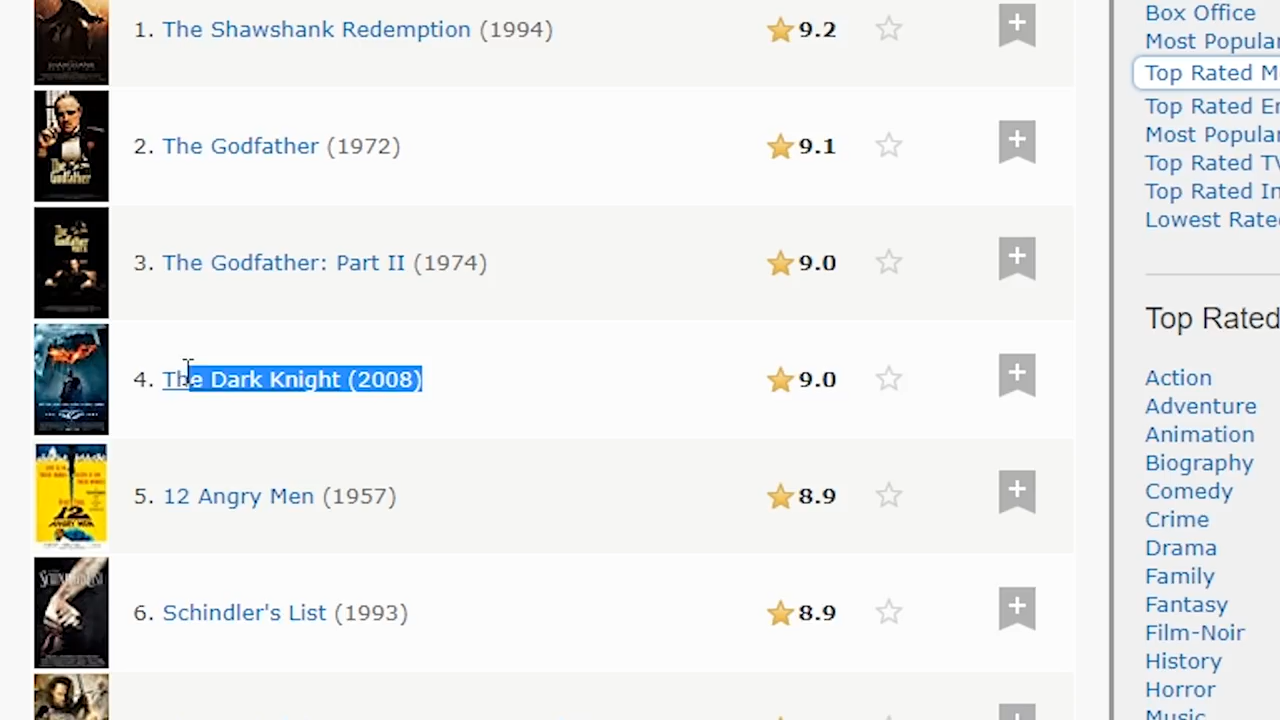 1. The Shawshank Redemption (1994) 9.2
2. The Godfather (1972) 9.1
3. The Godfather: Part II (1974) 9.0
4. The Dark Knight (2008) 9.0
5. 12 Angry Men (1957) 8.9
6. Schindler's List (1993) 8.9
Box Office
Most Popular
Top Rated M
Top Rated En
Most Popular
Top Rated TV
Top Rated In
Lowest Rated
Top Rated
Action
Adventure
Animation
Biography
Comedy
Crime
Drama
Family
Fantasy
Film-Noir
History
Horror
Music